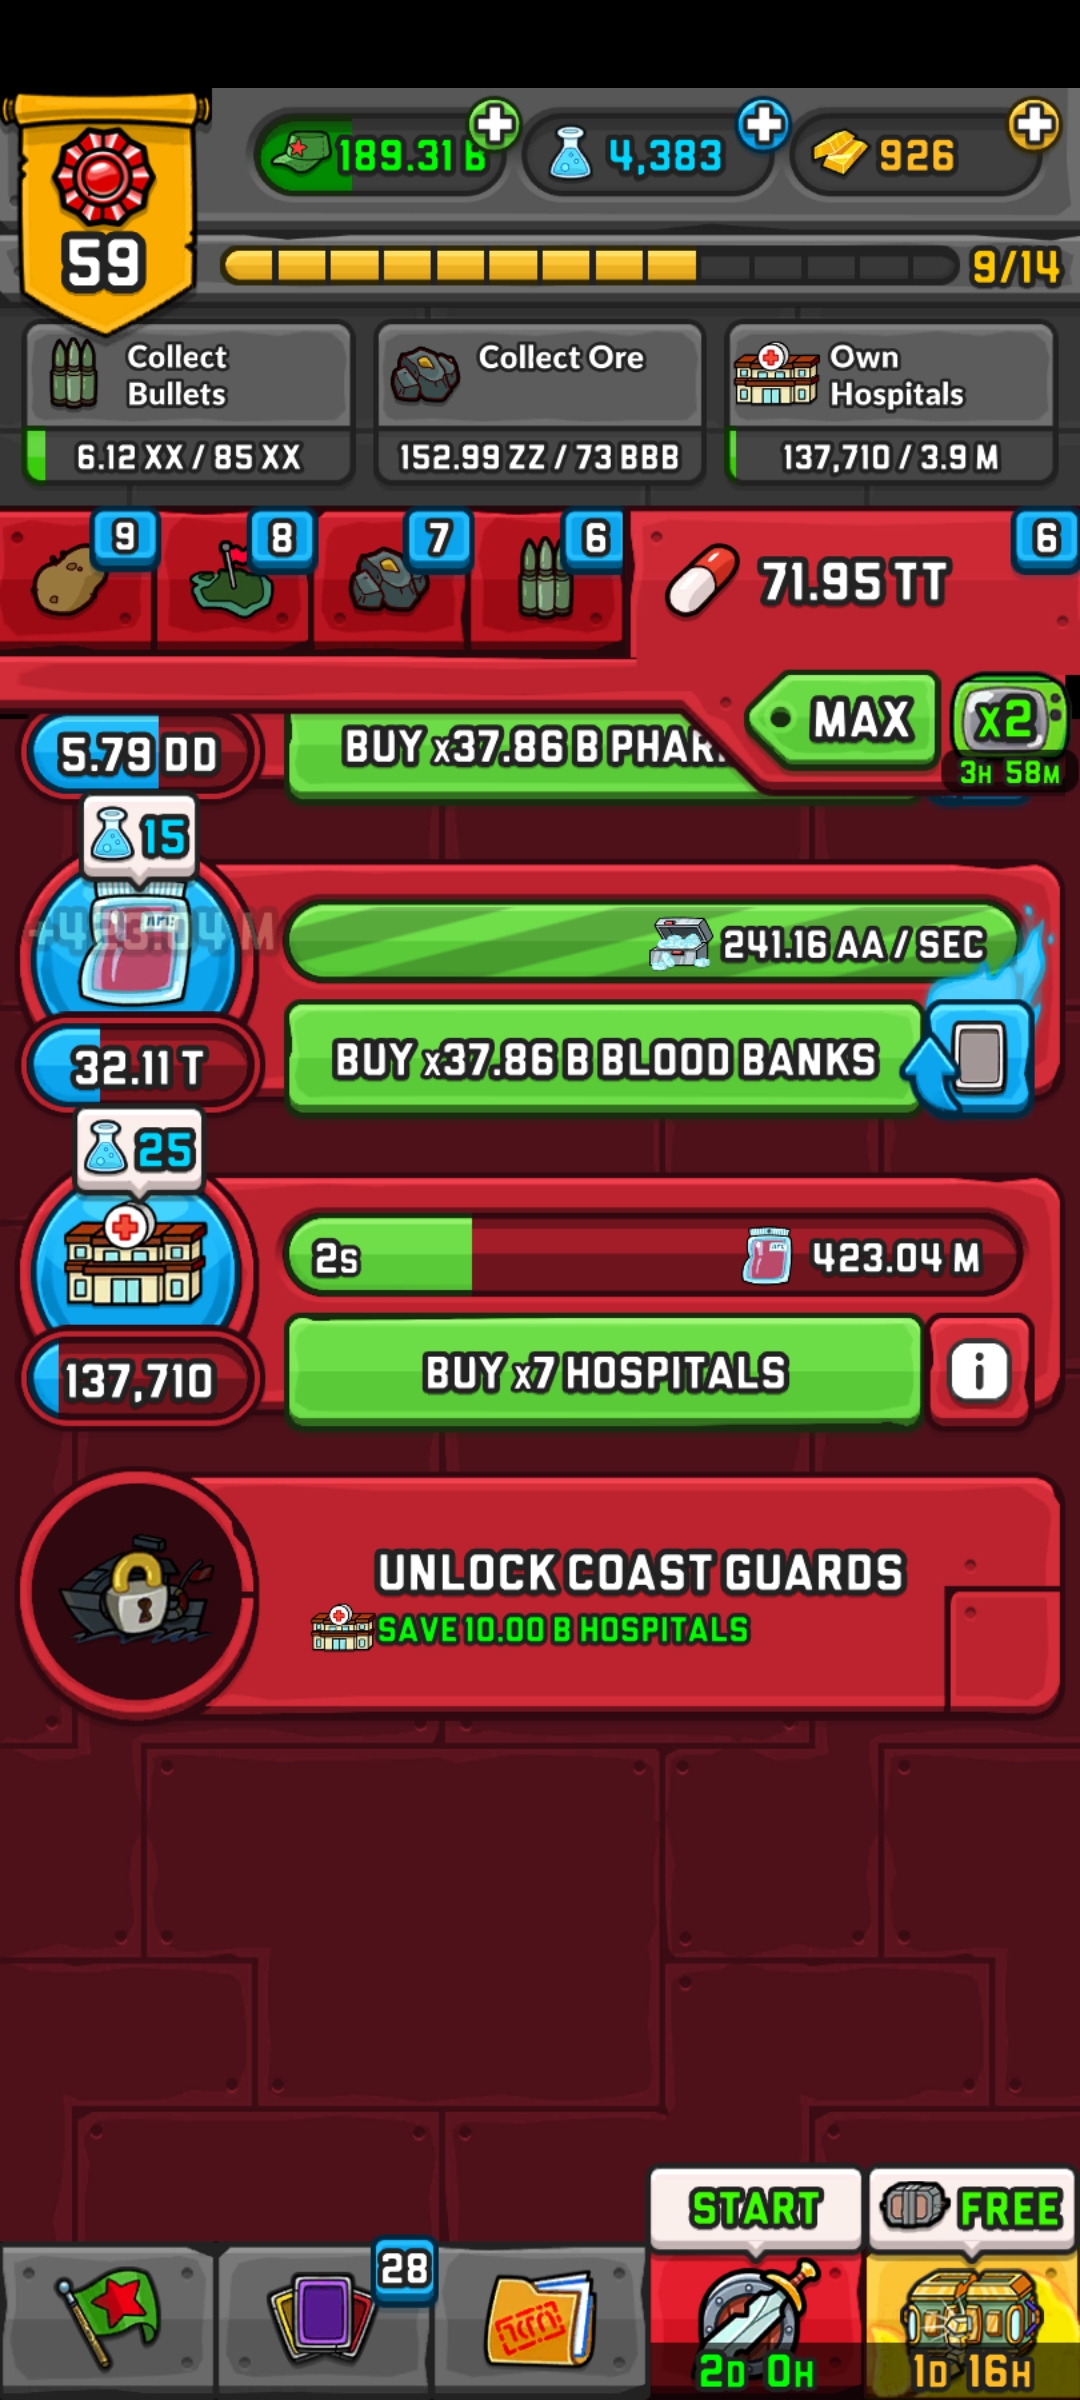 59
189.31 B
4,383
926
9/14
Collect
Bullets
6.12 XX / 85 XX
Collect Ore
152.99 ZZ / 73 BBB
Own
Hospitals
137,710 / 3.9 M
9
8
7
6
71.95 TT
6
MAX
x2
3H 58M
5.79 DD
BUY x37.86 B PHAR
15
+423.04 M
241.16 AA / SEC
32.11 T
BUY x37.86 B BLOOD BANKS
25
2s
423.04 M
137,710
BUY x7 HOSPITALS
i
UNLOCK COAST GUARDS
SAVE 10.00 B HOSPITALS
START
FREE
28
2D 0H
1D 16H